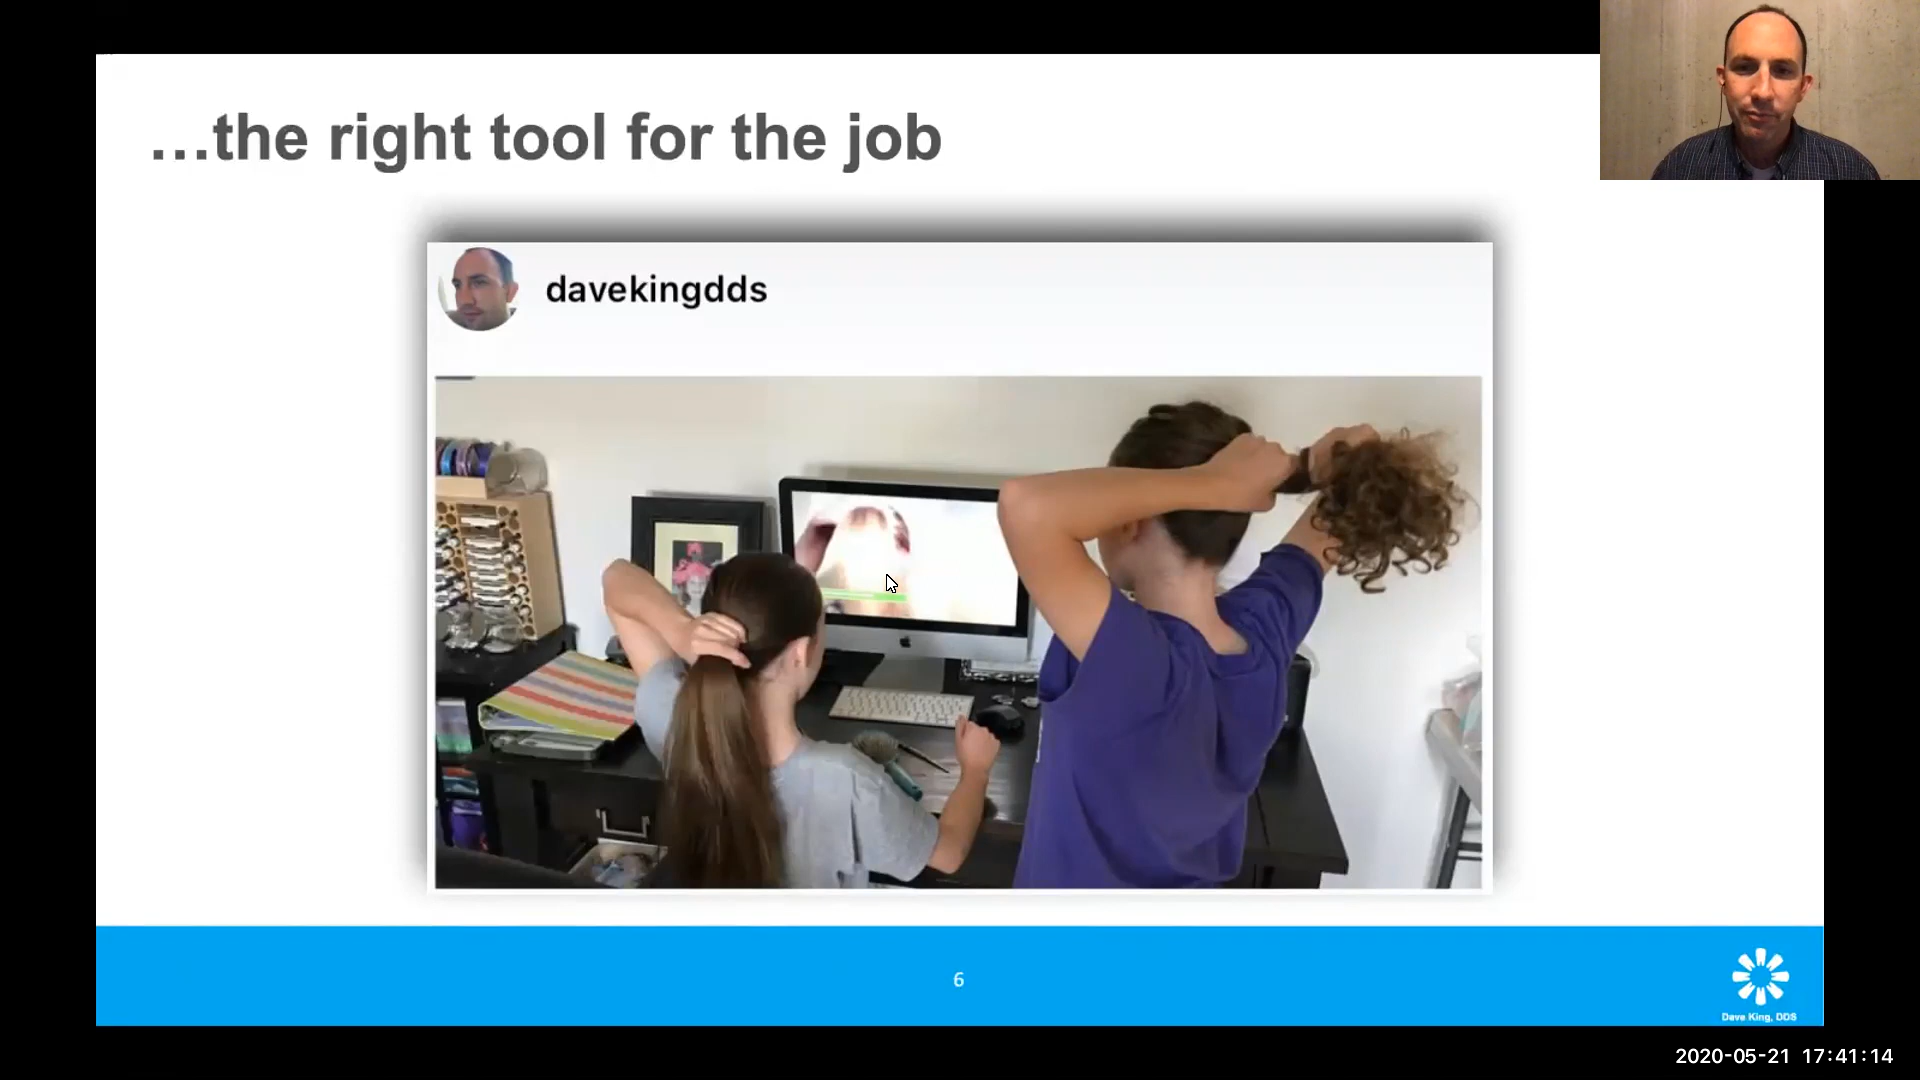 ...the right tool for the job
davekingdds
6
Dave King, DDS
2020-05-21 17:41:14